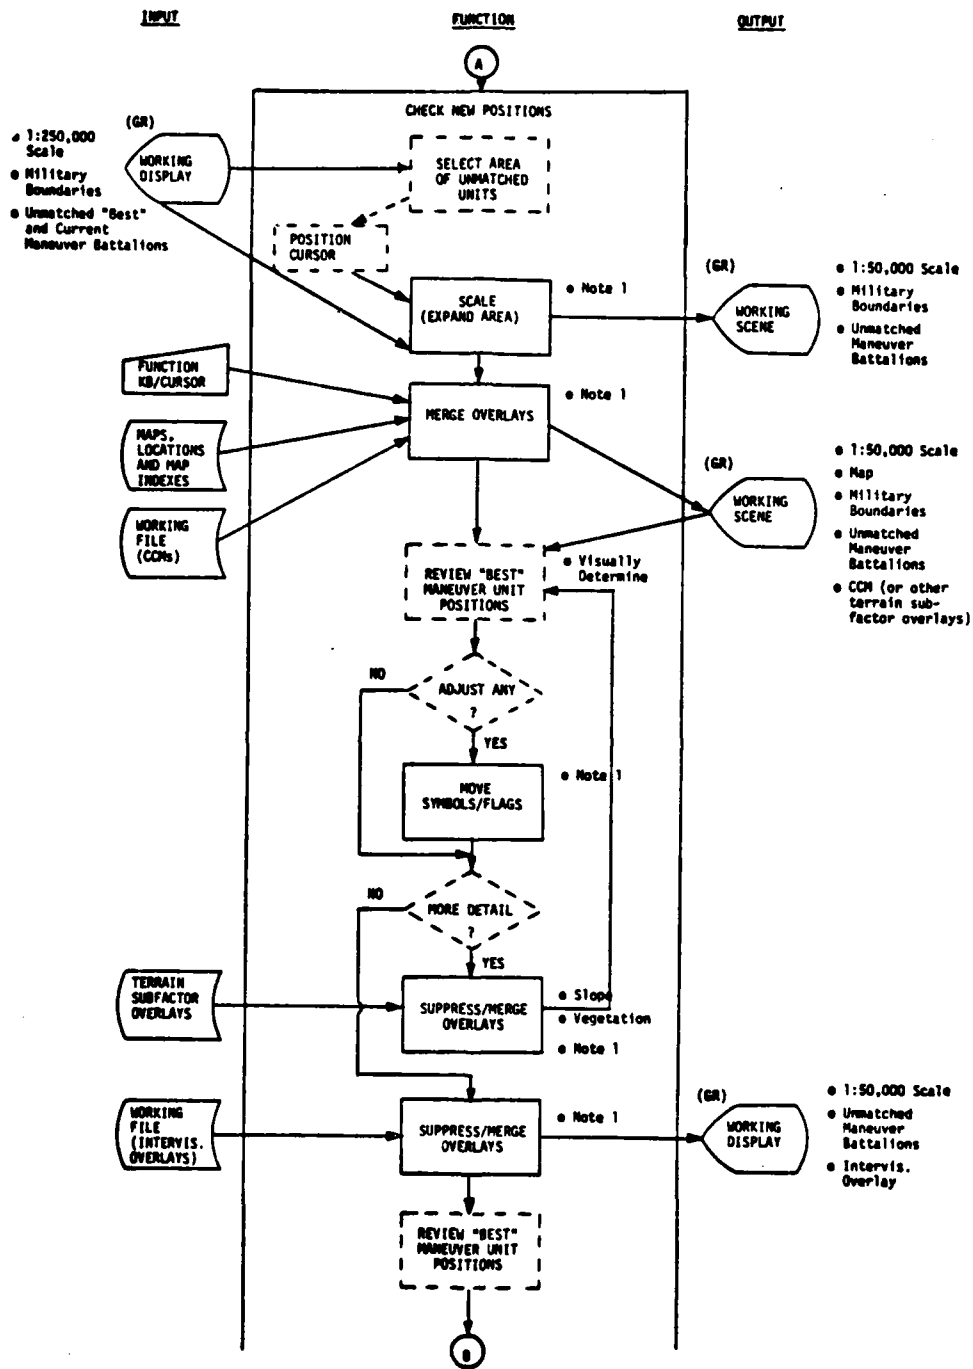 INPUT
FUNCTION
OUTPUT
A
CHECK NEW POSITIONS
(GR)
• 1:250,000
Scale
• Military
Boundaries
• Unmatched "Best"
and Current
Maneuver Battalions
WORKING
DISPLAY
SELECT AREA
OF UNMATCHED
UNITS
POSITION
CURSOR
SCALE
(EXPAND AREA)
• Note 1
(GR)
WORKING
SCENE
• 1:50,000 Scale
• Military
Boundaries
• Unmatched
Maneuver
Battalions
FUNCTION
KB/CURSOR
MERGE OVERLAYS
• Note 1
MAPS,
LOCATIONS
AND MAP
INDEXES
WORKING
FILE
(CCMs)
(GR)
WORKING
SCENE
• 1:50,000 Scale
• Map
• Military
Boundaries
• Unmatched
Maneuver
Battalions
• CCM (or other
terrain sub-
factor overlays)
REVIEW "BEST"
MANEUVER UNIT
POSITIONS
• Visually
Determine
NO
ADJUST ANY
?
YES
MOVE
SYMBOLS/FLAGS
• Note 1
NO
MORE DETAIL
?
YES
TERRAIN
SUBFACTOR
OVERLAYS
SUPPRESS/MERGE
OVERLAYS
• Slope
• Vegetation
• Note 1
WORKING
FILE
(INTERVIS.
OVERLAYS)
SUPPRESS/MERGE
OVERLAYS
• Note 1
(GR)
WORKING
DISPLAY
• 1:50,000 Scale
• Unmatched
Maneuver
Battalions
• Intervis.
Overlay
REVIEW "BEST"
MANEUVER UNIT
POSITIONS
B